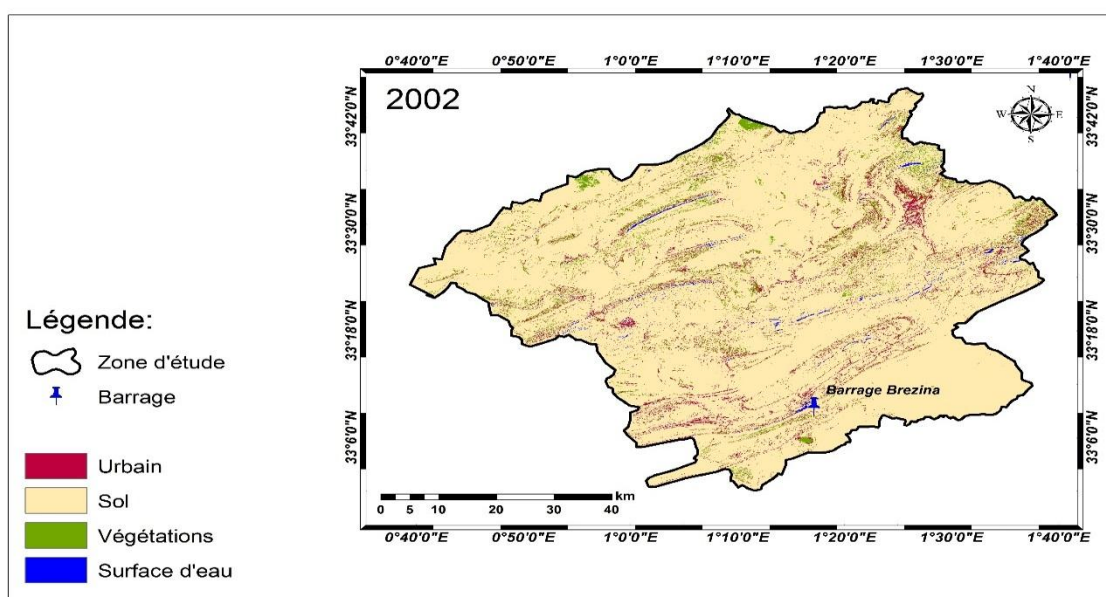 0°40'0"E 0°50'0"E 1°0'0"E 1°10'0"E 1°20'0"E 1°30'0"E 1°40'0"E
2002
N
W E
S
33°42'0"N 33°42'0"N
33°30'0"N 33°30'0"N
33°18'0"N 33°18'0"N
33°6'0"N 33°6'0"N
Barrage Brezina
km
0 5 10 20 30 40
0°40'0"E 0°50'0"E 1°0'0"E 1°10'0"E 1°20'0"E 1°30'0"E 1°40'0"E
Légende:
Zone d'étude
Barrage
Urbain
Sol
Végétations
Surface d'eau